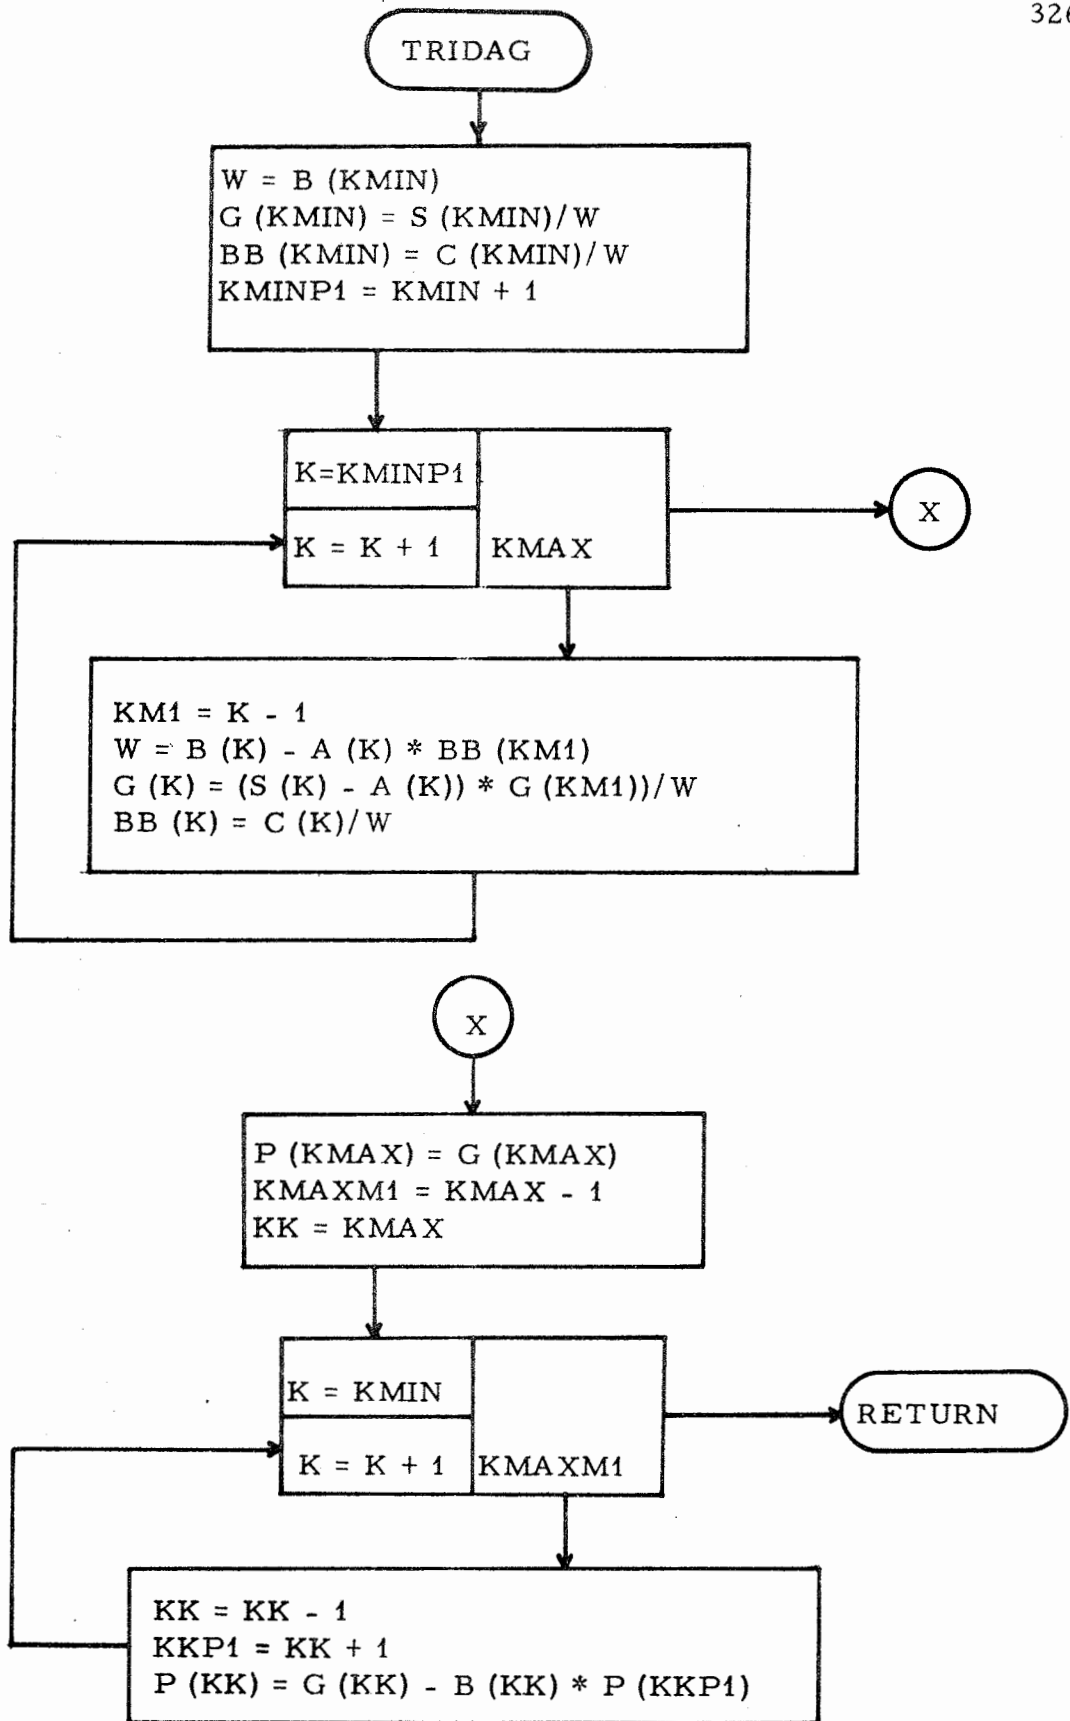 326
TRIDAG
W = B (KMIN)
G (KMIN) = S (KMIN)/W
BB (KMIN) = C (KMIN)/W
KMINP1 = KMIN + 1
K=KMINP1
K = K + 1
KMAX
X
KM1 = K - 1
W = B (K) - A (K) * BB (KM1)
G (K) = (S (K) - A (K)) * G (KM1))/W
BB (K) = C (K)/W
X
P (KMAX) = G (KMAX)
KMAXM1 = KMAX - 1
KK = KMAX
K = KMIN
K = K + 1
KMAXM1
RETURN
KK = KK - 1
KKP1 = KK + 1
P (KK) = G (KK) - B (KK) * P (KKP1)